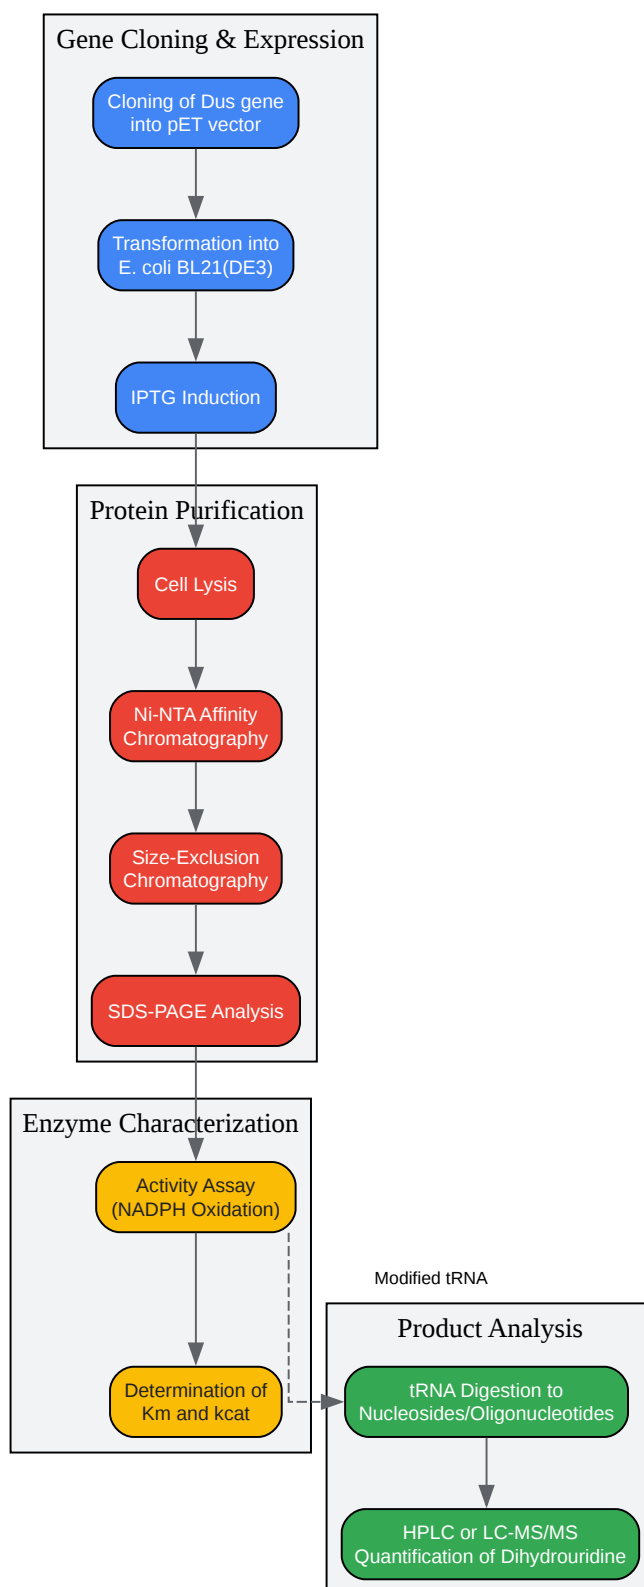 Gene Cloning & Expression
Cloning of Dus gene
into pET vector
Transformation into
E. coli BL21(DE3)
IPTG Induction
Protein Purification
Cell Lysis
Ni-NTA Affinity
Chromatography
Size-Exclusion
Chromatography
SDS-PAGE Analysis
Enzyme Characterization
Activity Assay
(NADPH Oxidation)
Modified tRNA
Product Analysis
Determination of
Km and kcat
tRNA Digestion to
Nucleosides/Oligonucleotides
HPLC or LC-MS/MS
Quantification of Dihydrouridine